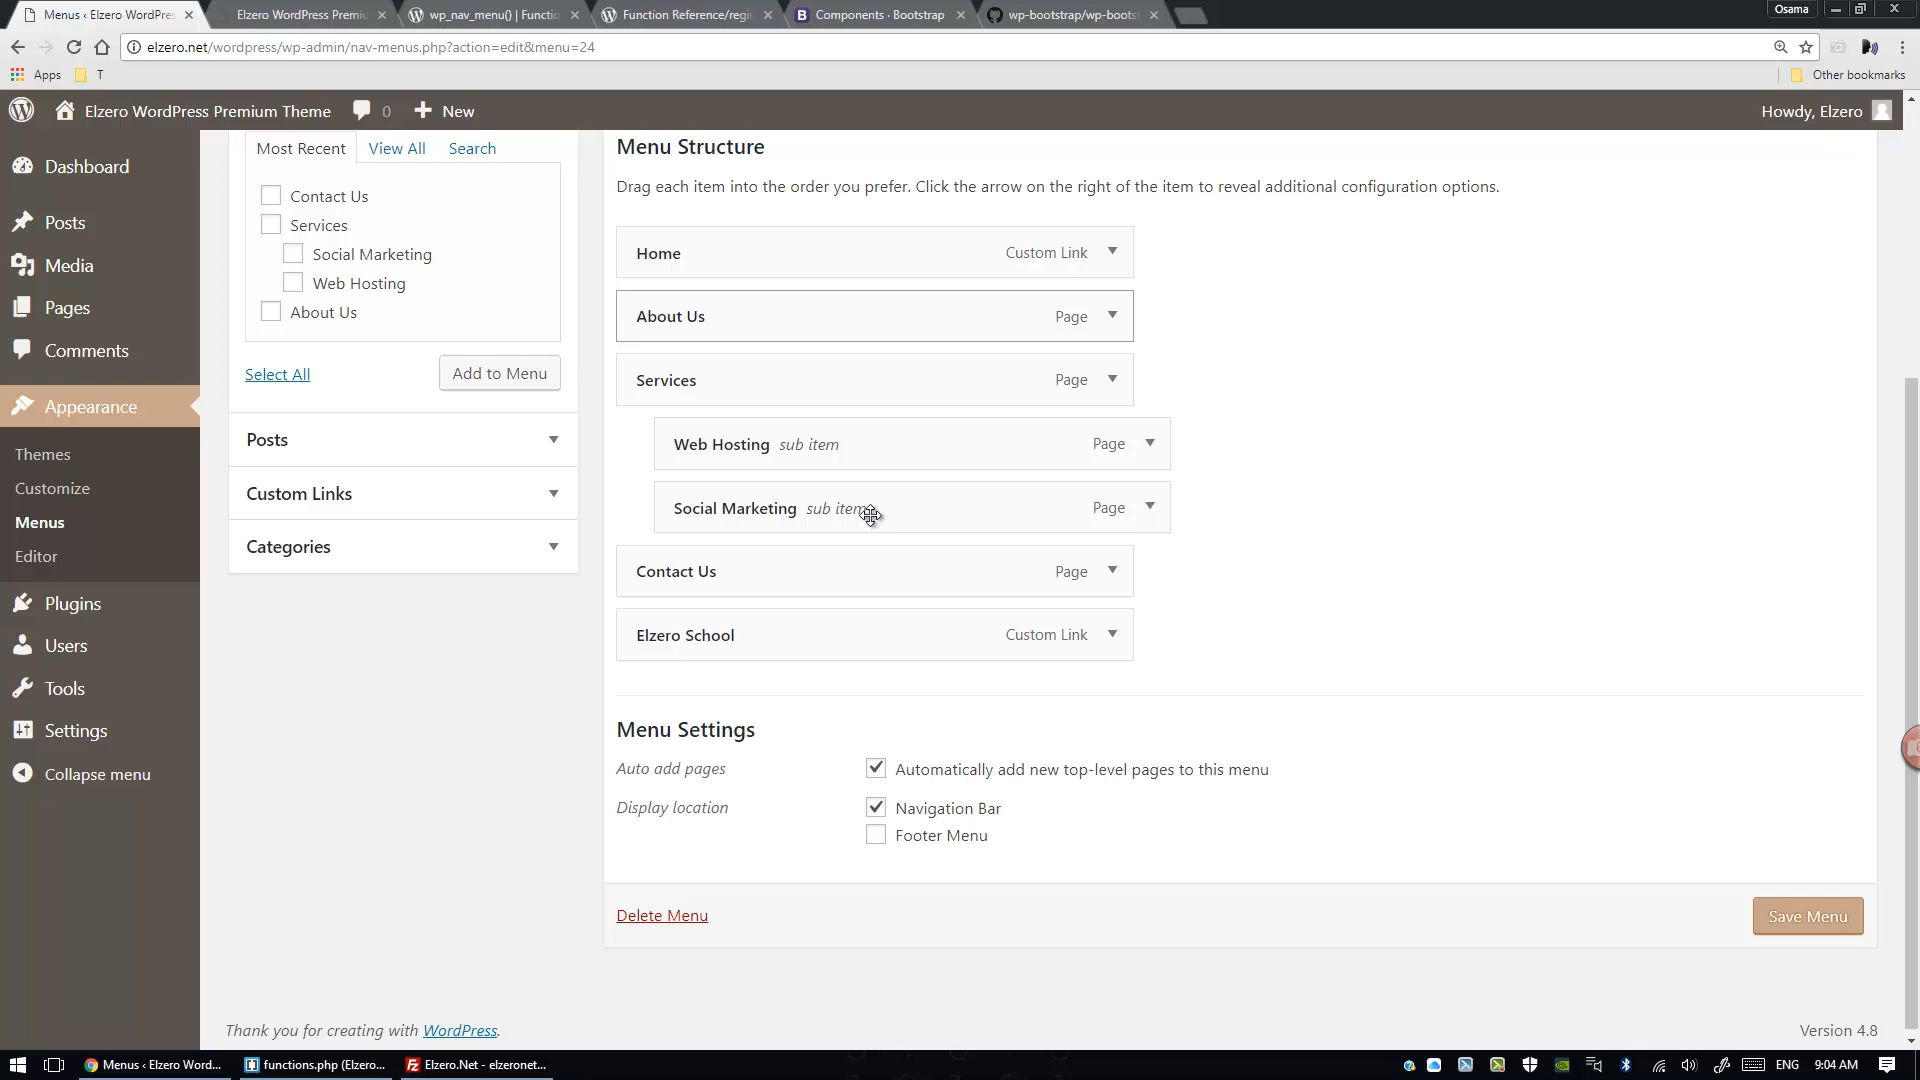 Menus ‹ Elzero WordPres
Elzero WordPress Premiu
wp_nav_menu() | Functio
Function Reference/regis
Components · Bootstrap
wp-bootstrap/wp-bootst
Osama
elzero.net/wordpress/wp-admin/nav-menus.php?action=edit&menu=24
Apps
T
Other bookmarks
Elzero WordPress Premium Theme
0
New
Howdy, Elzero
Dashboard
Posts
Media
Pages
Comments
Appearance
Themes
Customize
Menus
Editor
Plugins
Users
Tools
Settings
Collapse menu
Most Recent
View All
Search
Contact Us
Services
Social Marketing
Web Hosting
About Us
Select All
Add to Menu
Posts
Custom Links
Categories
Menu Structure
Drag each item into the order you prefer. Click the arrow on the right of the item to reveal additional configuration options.
Home Custom Link
About Us Page
Services Page
Web Hosting sub item Page
Social Marketing sub item Page
Contact Us Page
Elzero School Custom Link
Menu Settings
Auto add pages
Automatically add new top-level pages to this menu
Display location
Navigation Bar
Footer Menu
Delete Menu
Save Menu
Thank you for creating with WordPress.
Version 4.8
Menus ‹ Elzero Word...
functions.php (Elzero...
Elzero.Net - elzeronet...
ENG
9:04 AM